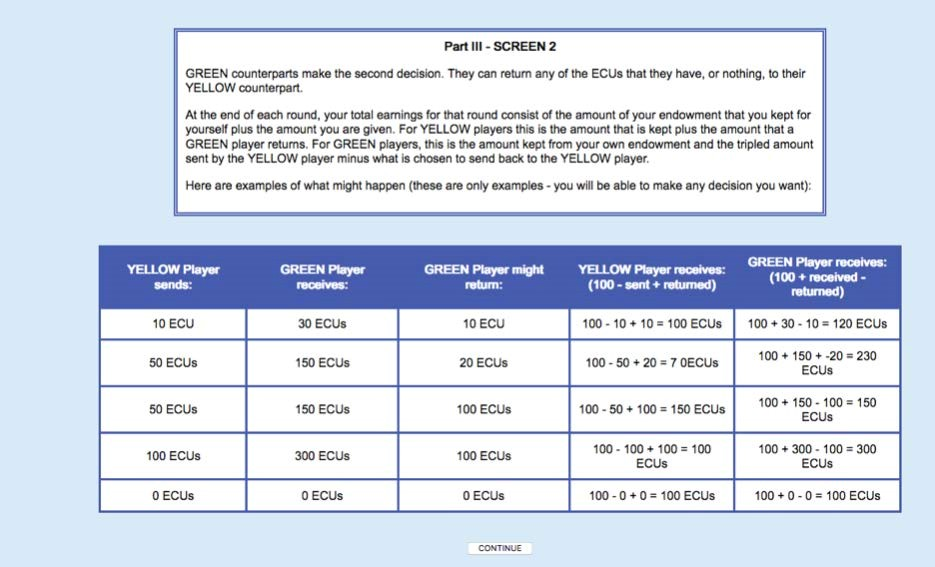 Part III - SCREEN 2
GREEN counterparts make the second decision. They can return any of the ECUs that they have, or nothing, to their
YELLOW counterpart.
At the end of each round, your total earnings for that round consist of the amount of your endowment that you kept for
yourself plus the amount you are given. For YELLOW players this is the amount that is kept plus the amount that a
GREEN player returns. For GREEN players, this is the amount kept from your own endowment and the tripled amount
sent by the YELLOW player minus what is chosen to send back to the YELLOW player.
Here are examples of what might happen (these are only examples - you will be able to make any decision you want):
YELLOW Player
sends:
GREEN Player
receives:
GREEN Player might
return:
YELLOW Player receives:
(100 - sent + returned)
GREEN Player receives:
(100 + received -
returned)
10 ECU
30 ECUs
10 ECU
100 - 10 + 10 = 100 ECUs
100 + 30 - 10 = 120 ECUs
50 ECUs
150 ECUs
20 ECUs
100 - 50 + 20 = 7 0ECUs
100 + 150 + -20 = 230
ECUs
50 ECUs
150 ECUs
100 ECUs
100 - 50 + 100 = 150 ECUs
100 + 150 - 100 = 150
ECUs
100 ECUs
300 ECUs
100 ECUs
100 - 100 + 100 = 100
ECUs
100 + 300 - 100 = 300
ECUs
0 ECUs
0 ECUs
0 ECUs
100 - 0 + 0 = 100 ECUs
100 + 0 - 0 = 100 ECUs
CONTINUE